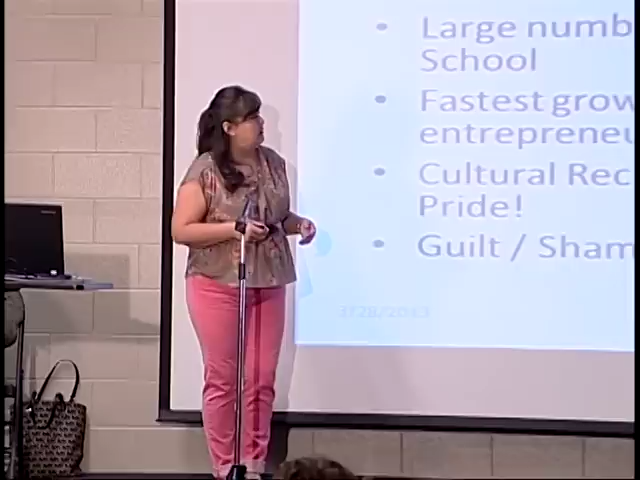 • Large numb
School
• Fastest grow
entrepreneu
• Cultural Rec
Pride!
• Guilt / Sham